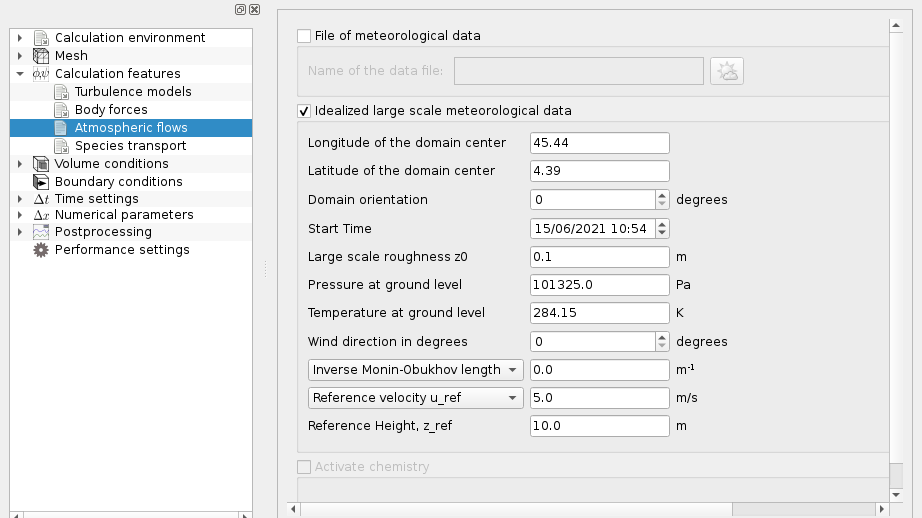 Calculation environment
Mesh
Calculation features
Turbulence models
Body forces
Atmospheric flows
Species transport
Volume conditions
Boundary conditions
Δt Time settings
Δx Numerical parameters
Postprocessing
Performance settings
File of meteorological data
Name of the data file:
Idealized large scale meteorological data
Longitude of the domain center 45.44
Latitude of the domain center 4.39
Domain orientation 0 degrees
Start Time 15/06/2021 10:54
Large scale roughness z0 0.1 m
Pressure at ground level 101325.0 Pa
Temperature at ground level 284.15 K
Wind direction in degrees 0 degrees
Inverse Monin-Obukhov length 0.0 m⁻¹
Reference velocity u_ref 5.0 m/s
Reference Height, z_ref 10.0 m
Activate chemistry